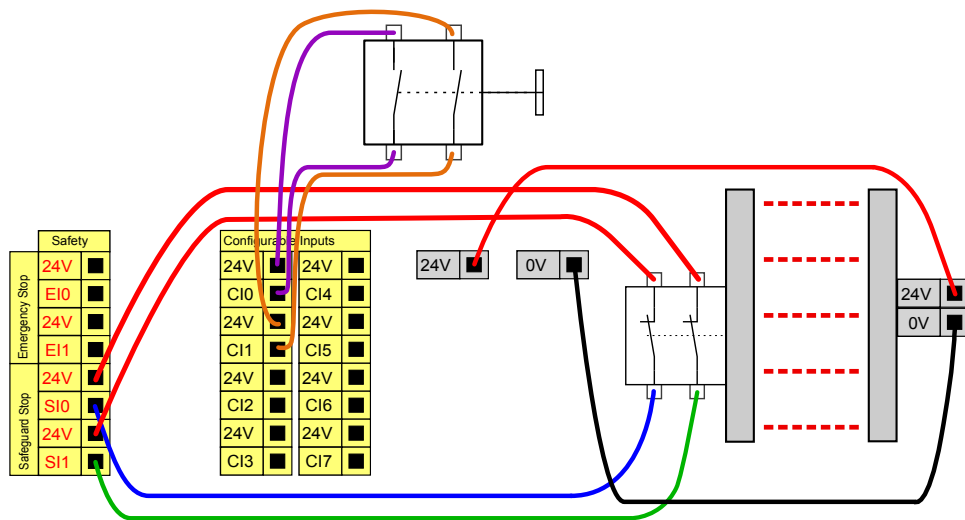 Safety
Emergency Stop
24V
EI0
24V
EI1
Safeguard Stop
24V
SI0
24V
SI1
Configurable Inputs
24V 24V
CI0 CI4
24V 24V
CI1 CI5
24V 24V
CI2 CI6
24V 24V
CI3 CI7
24V
0V
24V
0V